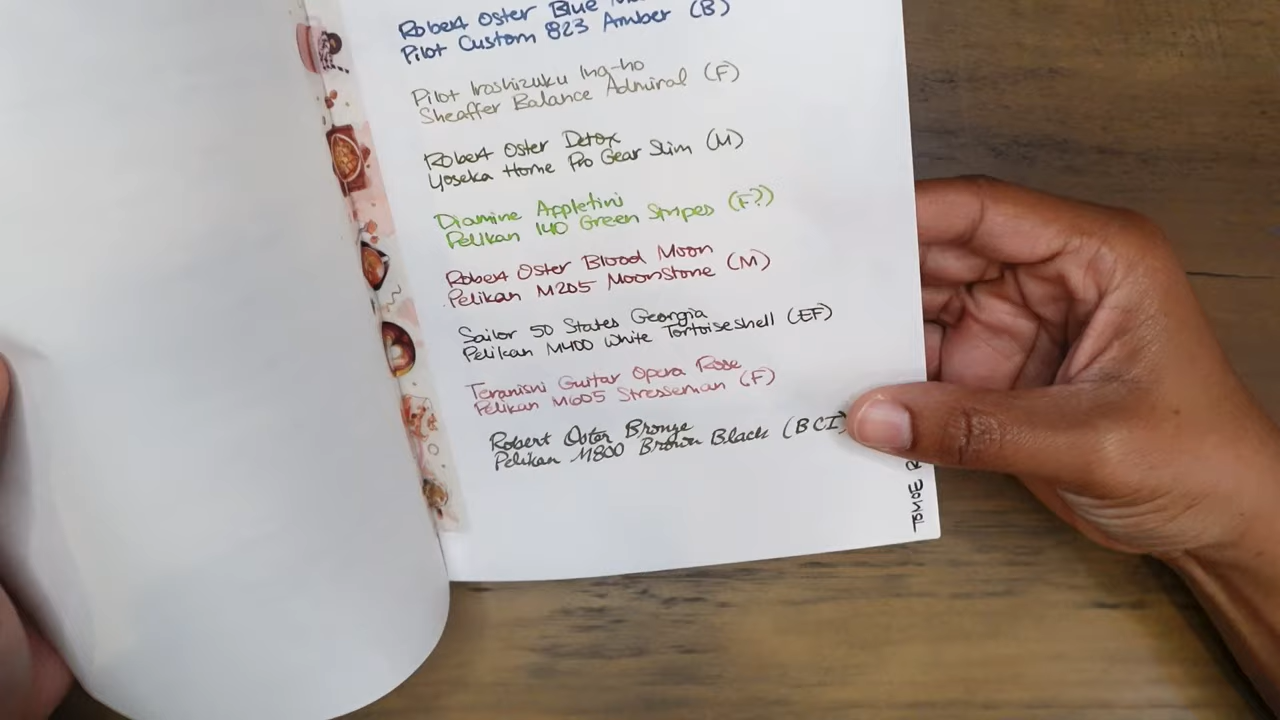 Robert Oster Blue
Pilot Custom 823 Amber (B)
Pilot Iroshizuku Ina-ho
Sheaffer Balance Admiral (F)
Robert Oster Detox
Yoseka Home Pro Gear Slim (M)
Diamine Appletini
Pelikan 140 Green Stripes (F?)
Robert Oster Blood Moon
Pelikan M205 Moonstone (M)
Sailor 50 States Georgia
Pelikan M400 White Tortoiseshell (EF)
Teranishi Guitar Opera Rose
Pelikan M605 Stresseman (F)
Robert Oster Bronze
Pelikan M800 Brown Black (BCI)
TOMOE